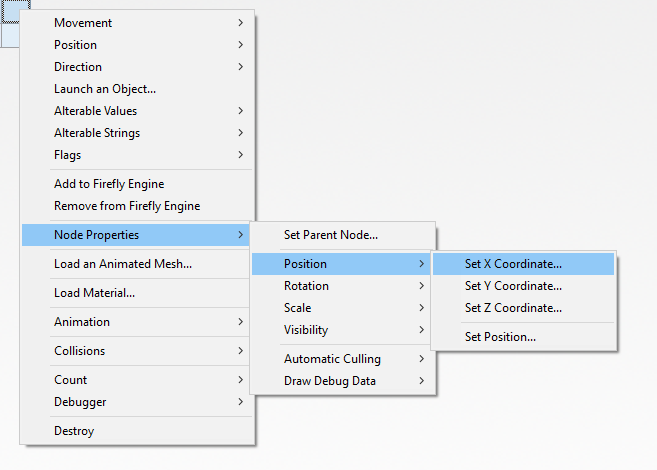 Movement
Position
Direction
Launch an Object...
Alterable Values
Alterable Strings
Flags
Add to Firefly Engine
Remove from Firefly Engine
Node Properties
Load an Animated Mesh...
Load Material...
Animation
Collisions
Count
Debugger
Destroy
Set Parent Node...
Position
Rotation
Scale
Visibility
Automatic Culling
Draw Debug Data
Set X Coordinate...
Set Y Coordinate...
Set Z Coordinate...
Set Position...